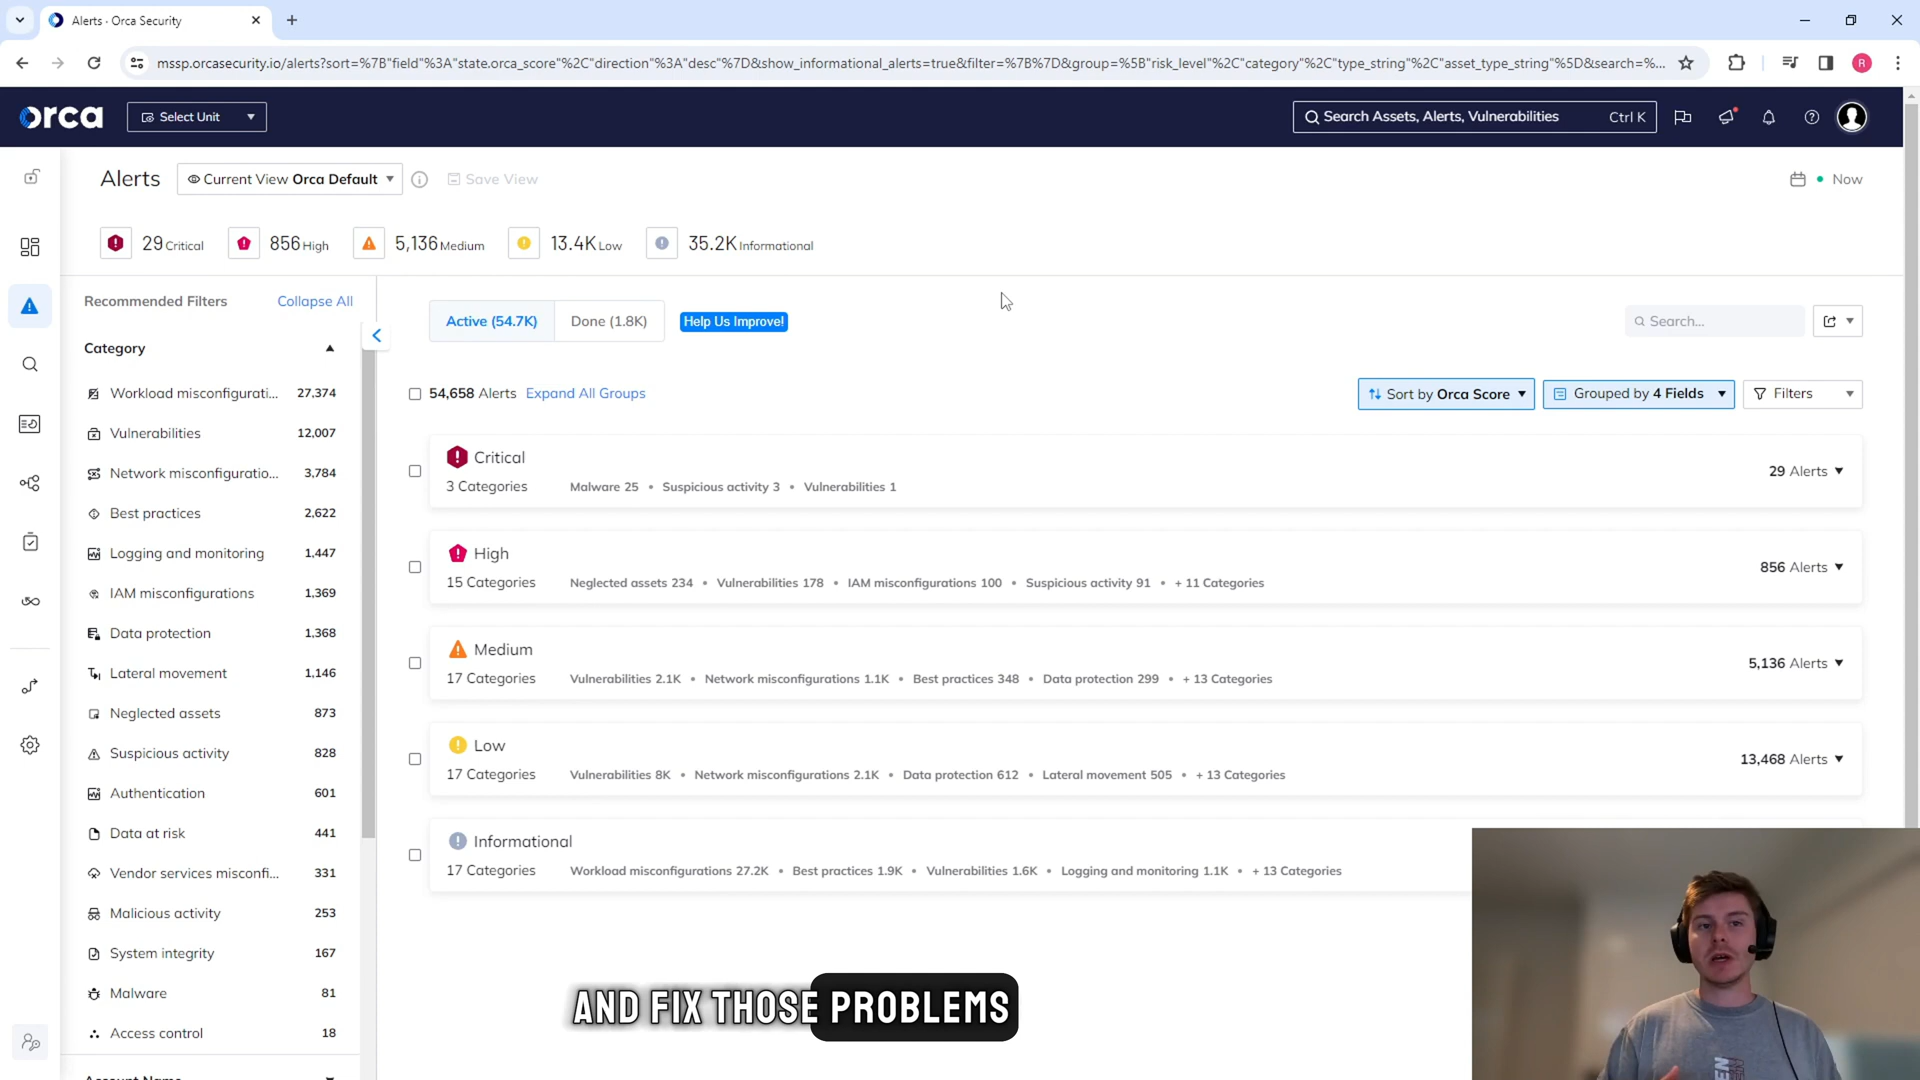 Alerts - Orca Security
mssp.orcasecurity.io/alerts?sort=%7B"field"%3A"state.orca_score"%2C"direction"%3A"desc"%7D&show_informational_alerts=true&filter=%7B%7D&group=%5B"risk_level"%2C"category"%2C"type_string"%2C"asset_type_string"%5D&search=%...
R
orca
Select Unit
Search Assets, Alerts, Vulnerabilities Ctrl K
Alerts
Current View Orca Default
Save View
Now
29 Critical
856 High
5,136 Medium
13.4K Low
35.2K Informational
Recommended Filters Collapse All
Category
Workload misconfigurati... 27,374
Vulnerabilities 12,007
Network misconfiguratio... 3,784
Best practices 2,622
Logging and monitoring 1,447
IAM misconfigurations 1,369
Data protection 1,368
Lateral movement 1,146
Neglected assets 873
Suspicious activity 828
Authentication 601
Data at risk 441
Vendor services misconfi... 331
Malicious activity 253
System integrity 167
Malware 81
Access control 18
Account Name
Active (54.7K) Done (1.8K) Help Us Improve!
Search...
54,658 Alerts Expand All Groups
Sort by Orca Score
Grouped by 4 Fields
Filters
Critical
3 Categories Malware 25 • Suspicious activity 3 • Vulnerabilities 1
29 Alerts
High
15 Categories Neglected assets 234 • Vulnerabilities 178 • IAM misconfigurations 100 • Suspicious activity 91 • + 11 Categories
856 Alerts
Medium
17 Categories Vulnerabilities 2.1K • Network misconfigurations 1.1K • Best practices 348 • Data protection 299 • + 13 Categories
5,136 Alerts
Low
17 Categories Vulnerabilities 8K • Network misconfigurations 2.1K • Data protection 612 • Lateral movement 505 • + 13 Categories
13,468 Alerts
Informational
17 Categories Workload misconfigurations 27.2K • Best practices 1.9K • Vulnerabilities 1.6K • Logging and monitoring 1.1K • + 13 Categories
AND FIX THOSE PROBLEMS